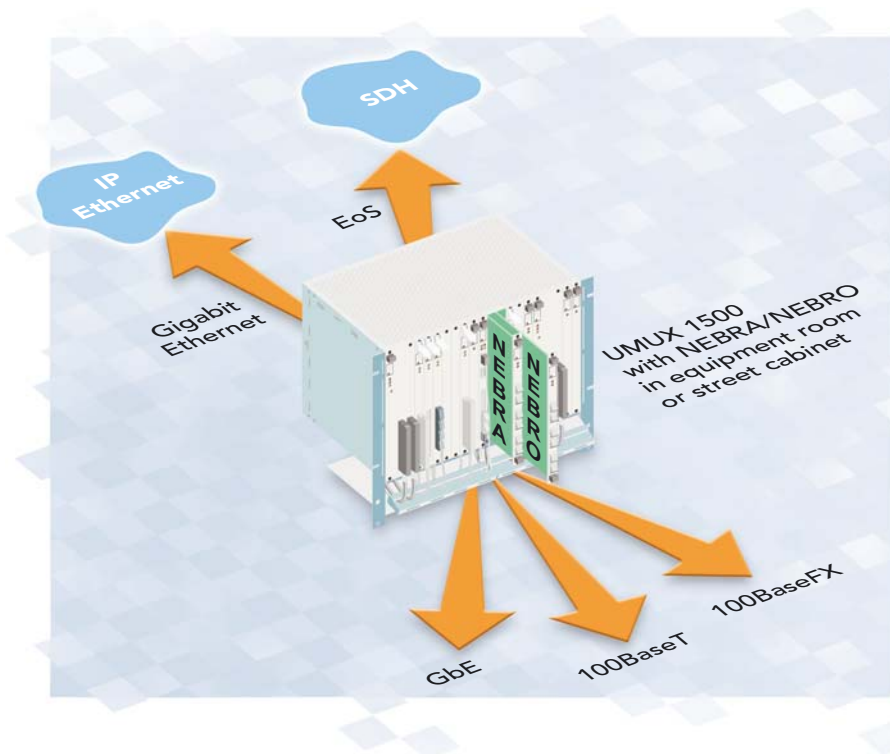 SDH
IP
Ethernet
EoS
Gigabit
Ethernet
UMUX 1500
with NEBRA/NEBRO
in equipment room
or street cabinet
NEBRA
NEBRO
GbE
100BaseT
100BaseFX